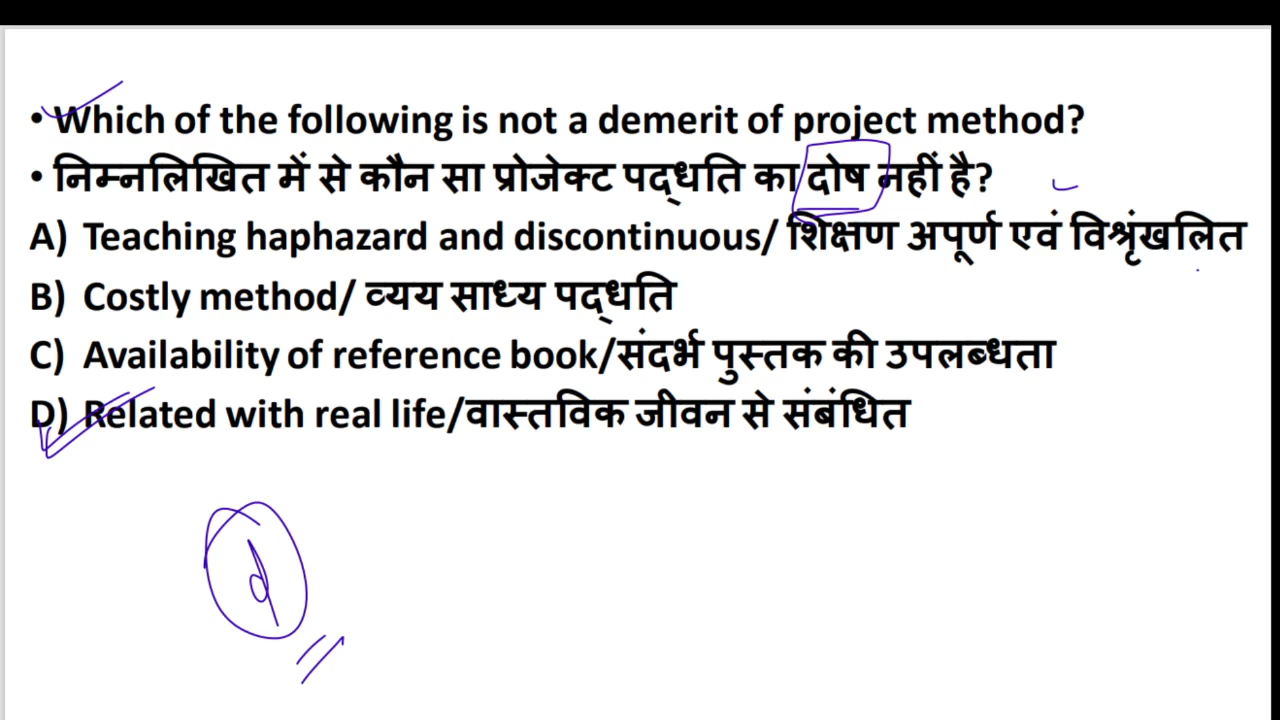 • Which of the following is not a demerit of project method?
• निम्नलिखित में से कौन सा प्रोजेक्ट पद्धति का दोष नहीं है?
A) Teaching haphazard and discontinuous/ शिक्षण अपूर्ण एवं विश्रृंखलित
B) Costly method/ व्यय साध्य पद्धति
C) Availability of reference book/संदर्भ पुस्तक की उपलब्धता
D) Related with real life/वास्तविक जीवन से संबंधित
d